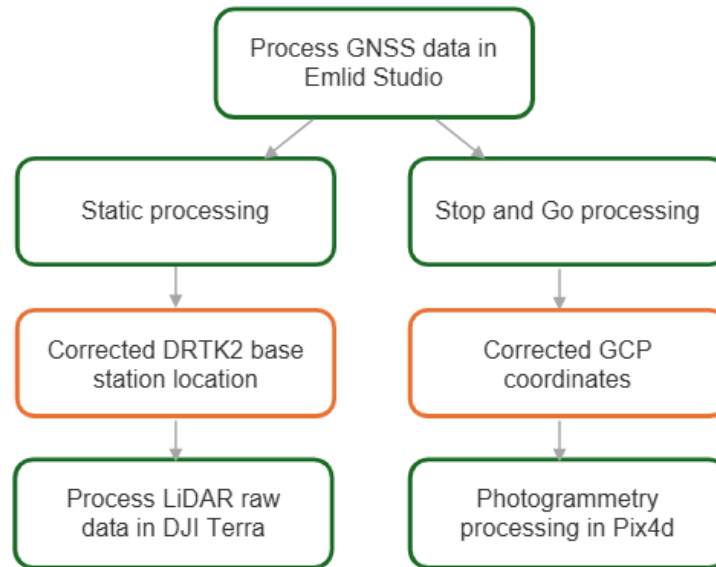 Process GNSS data in
Emlid Studio
Static processing
Stop and Go processing
Corrected DRTK2 base
station location
Corrected GCP
coordinates
Process LiDAR raw
data in DJI Terra
Photogrammetry
processing in Pix4d